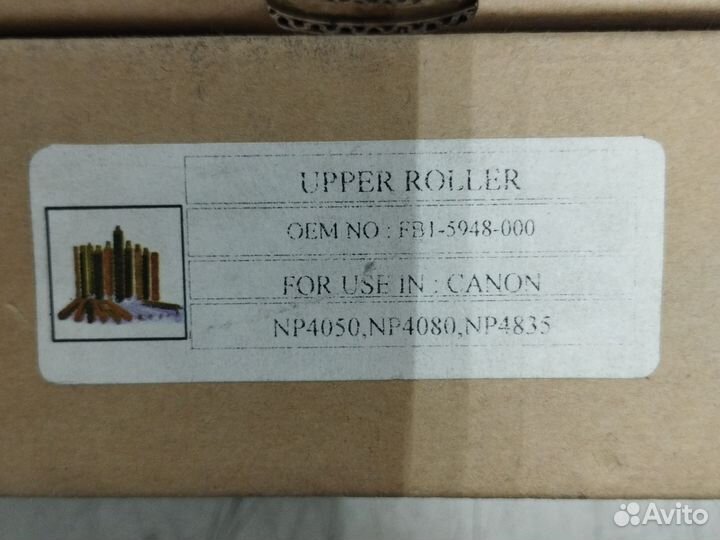 UPPER ROLLER
OEM NO : FB1-5948-000
FOR USE IN : CANON
NP4050,NP4080,NP4835
Avito